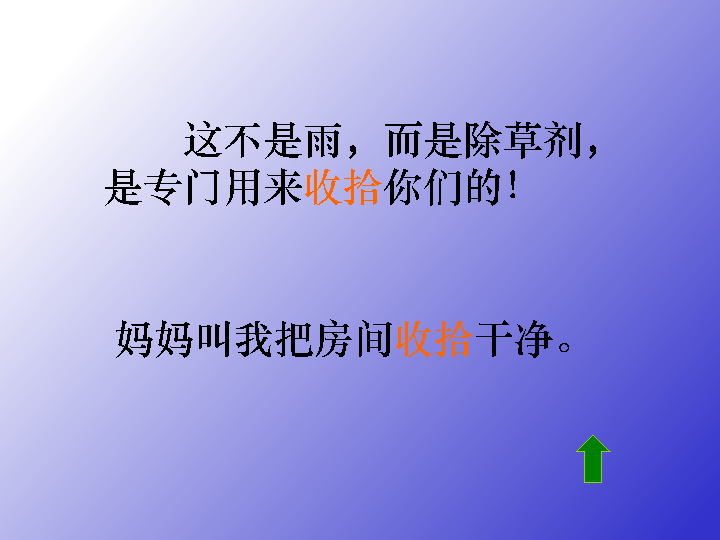 这不是雨，而是除草剂，
是专门用来收拾你们的！
妈妈叫我把房间收拾干净。